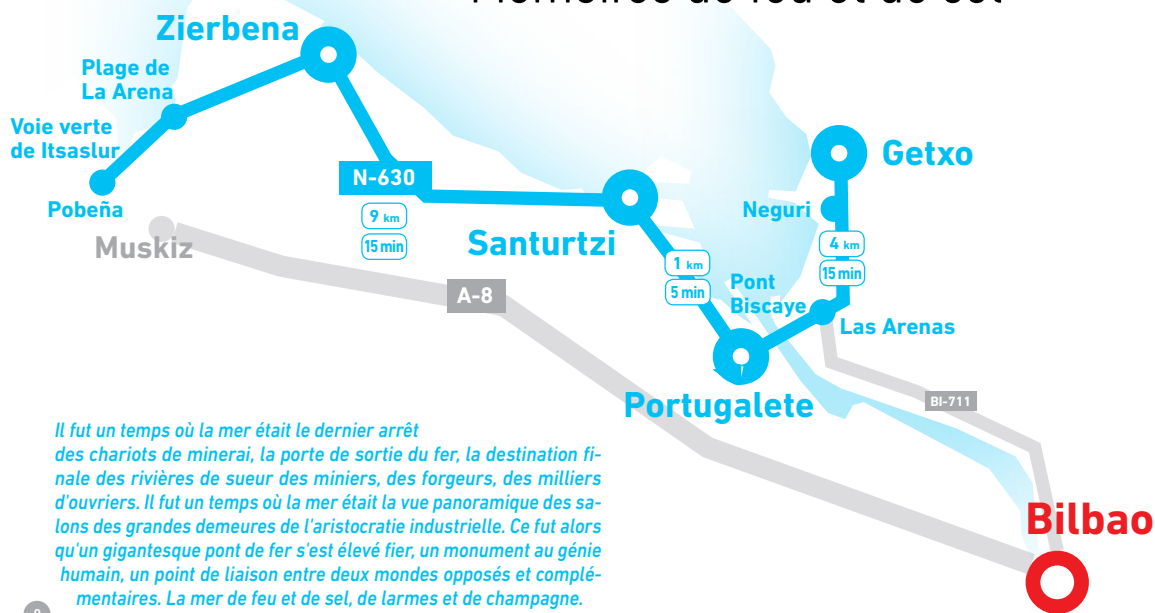 Mémoires de feu et de sel
Zierbena
Plage de
La Arena
Voie verte
de Itsaslur
Pobeña
Muskiz
N-630
9 km
15 min
A-8
Santurtzi
1 km
5 min
Getxo
Neguri
4 km
15 min
Pont
Biscaye
Las Arenas
Portugalete
BI-711
Bilbao
Il fut un temps où la mer était le dernier arrêt
des chariots de minerai, la porte de sortie du fer, la destination fi-
nale des rivières de sueur des miniers, des forgeurs, des milliers
d'ouvriers. Il fut un temps où la mer était la vue panoramique des sa-
lons des grandes demeures de l'aristocratie industrielle. Ce fut alors
qu'un gigantesque pont de fer s'est élevé fier, un monument au génie
humain, un point de liaison entre deux mondes opposés et complé-
mentaires. La mer de feu et de sel, de larmes et de champagne.